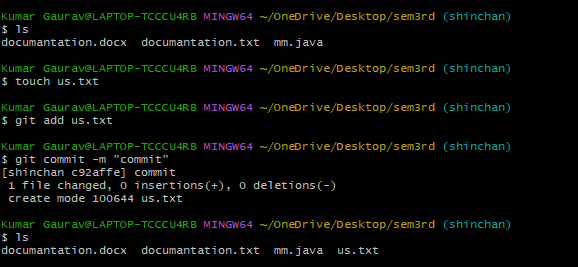 Kumar Gaurav@LAPTOP-TCCCU4RB MINGW64 ~/OneDrive/Desktop/sem3rd (shinchan)
$ ls
documantation.docx  documantation.txt  mm.java
Kumar Gaurav@LAPTOP-TCCCU4RB MINGW64 ~/OneDrive/Desktop/sem3rd (shinchan)
$ touch us.txt
Kumar Gaurav@LAPTOP-TCCCU4RB MINGW64 ~/OneDrive/Desktop/sem3rd (shinchan)
$ git add us.txt
Kumar Gaurav@LAPTOP-TCCCU4RB MINGW64 ~/OneDrive/Desktop/sem3rd (shinchan)
$ git commit -m "commit"
[shinchan c92affe] commit
 1 file changed, 0 insertions(+), 0 deletions(-)
 create mode 100644 us.txt
Kumar Gaurav@LAPTOP-TCCCU4RB MINGW64 ~/OneDrive/Desktop/sem3rd (shinchan)
$ ls
documantation.docx  documantation.txt  mm.java  us.txt